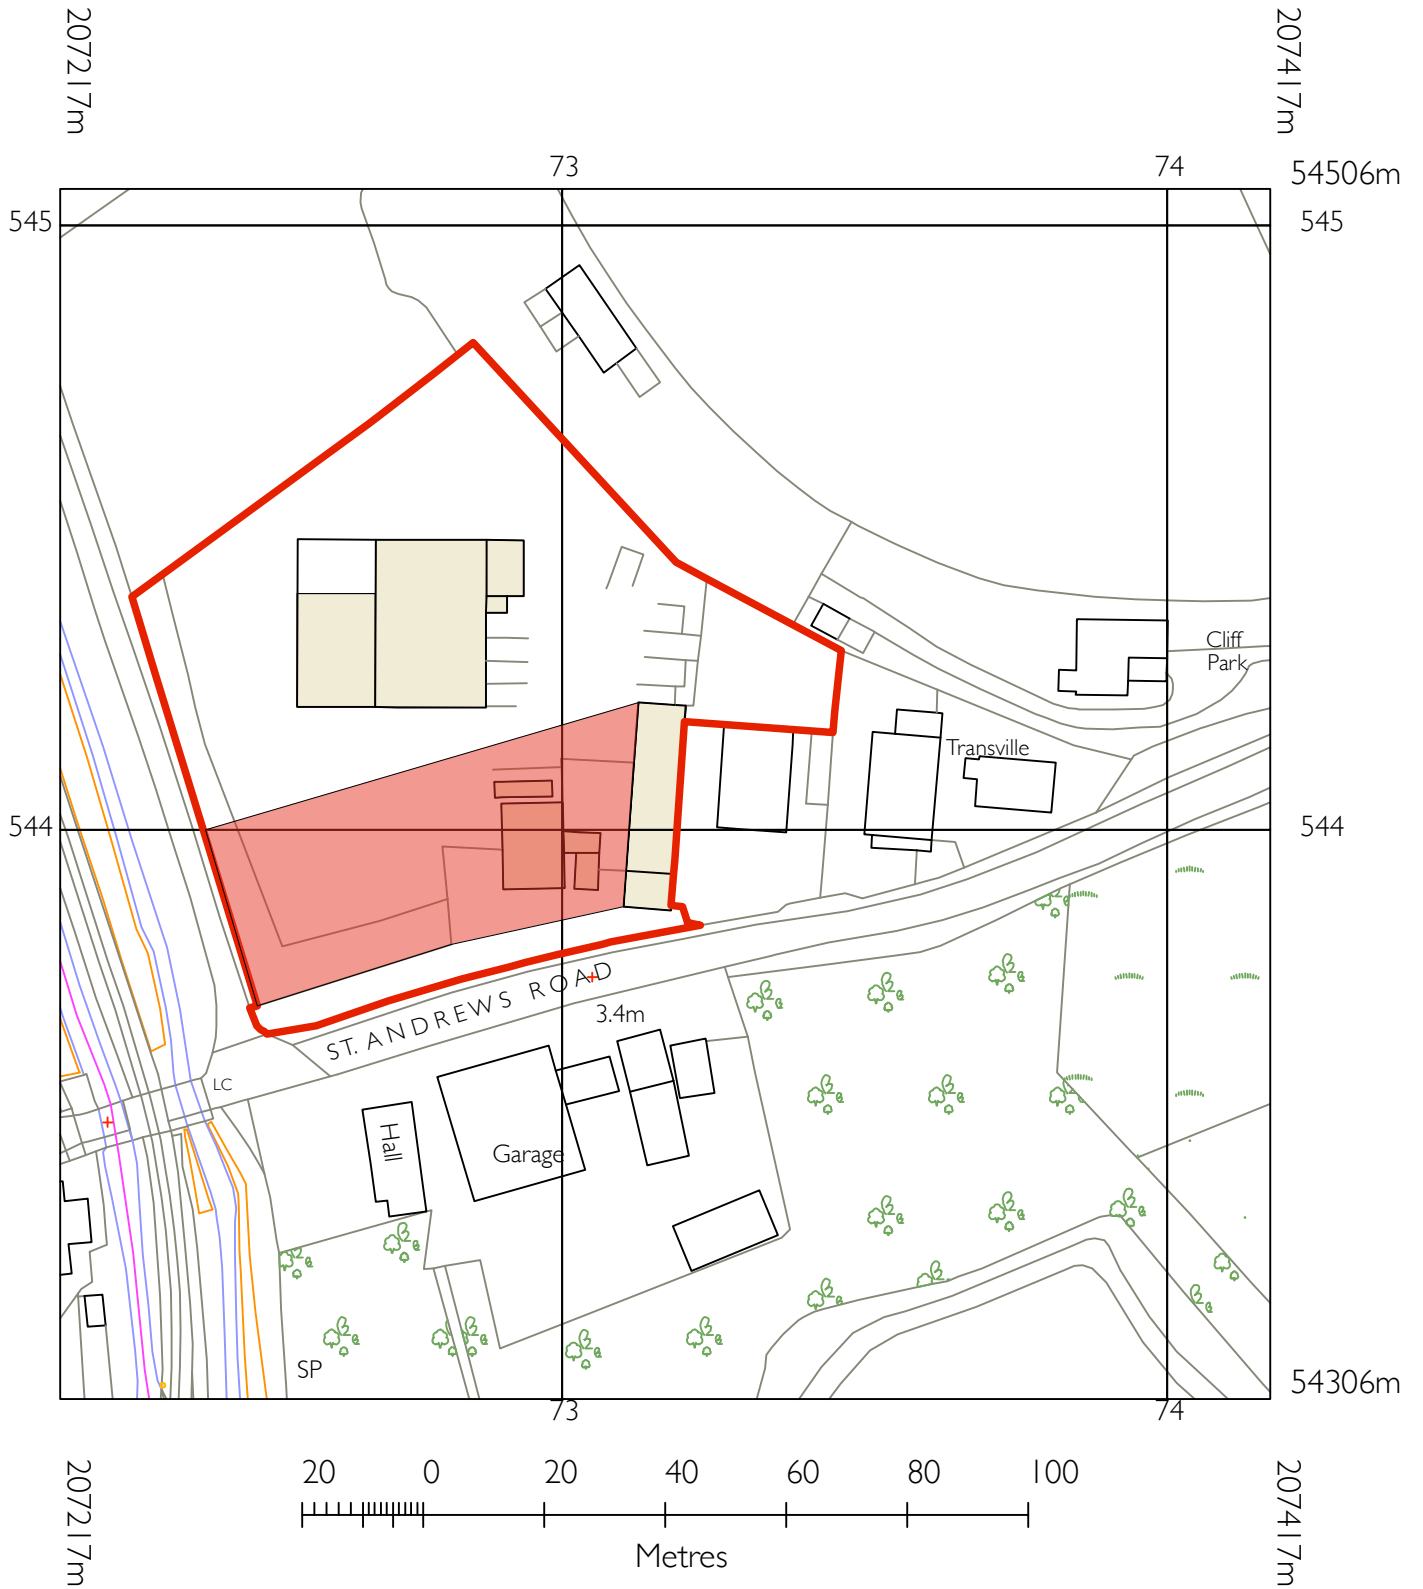 207217m
207417m
73
74
54506m
545
545
Cliff
Park
Transville
544
544
ST. ANDREWS ROAD
3.4m
LC
Hall
Garage
SP
54306m
73
74
207217m
207417m
20 0 20 40 60 80 100
Metres